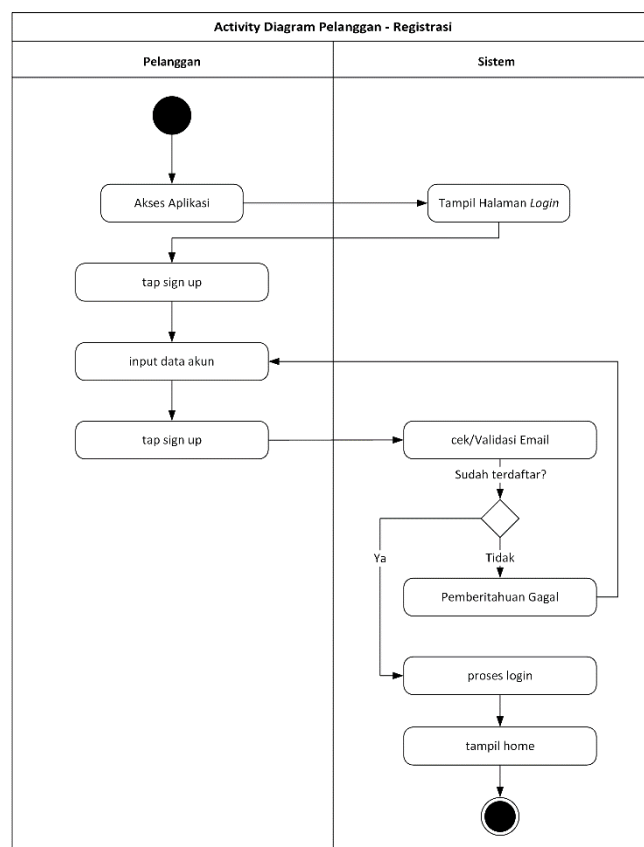 Activity Diagram Pelanggan - Registrasi
Pelanggan
Sistem
Akses Aplikasi
Tampil Halaman Login
tap sign up
input data akun
tap sign up
cek/Validasi Email
Sudah terdaftar?
Ya
Tidak
Pemberitahuan Gagal
proses login
tampil home